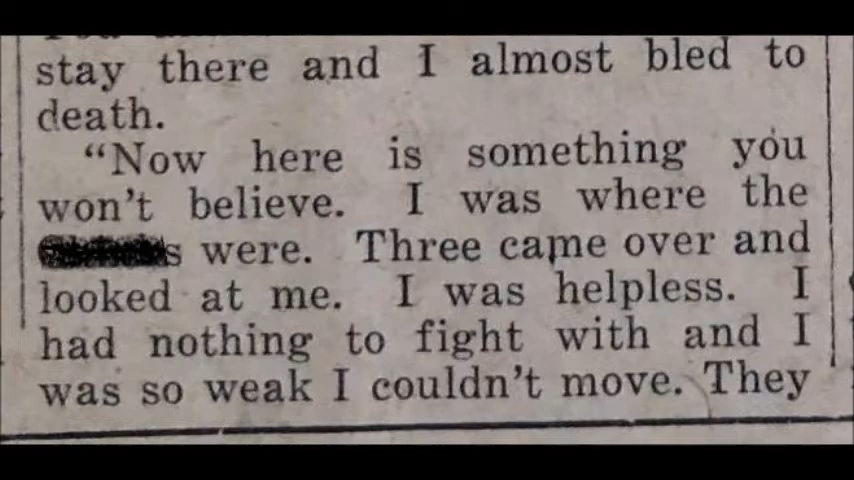 stay there and I almost bled to
death.
"Now here is something you
won't believe. I was where the
s were. Three came over and
looked at me. I was helpless. I
had nothing to fight with and I
was so weak I couldn't move. They